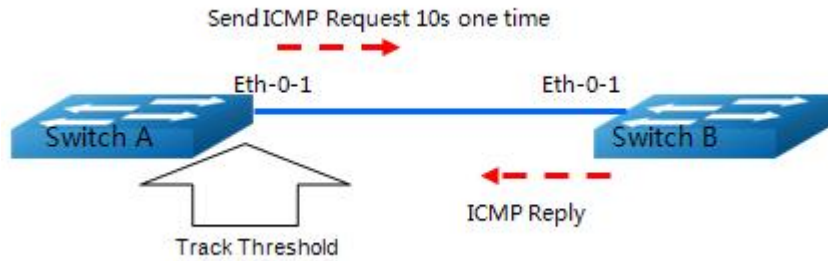 Send ICMP Request 10s one time
Eth-0-1
Eth-0-1
Switch A
Switch B
ICMP Reply
Track Threshold